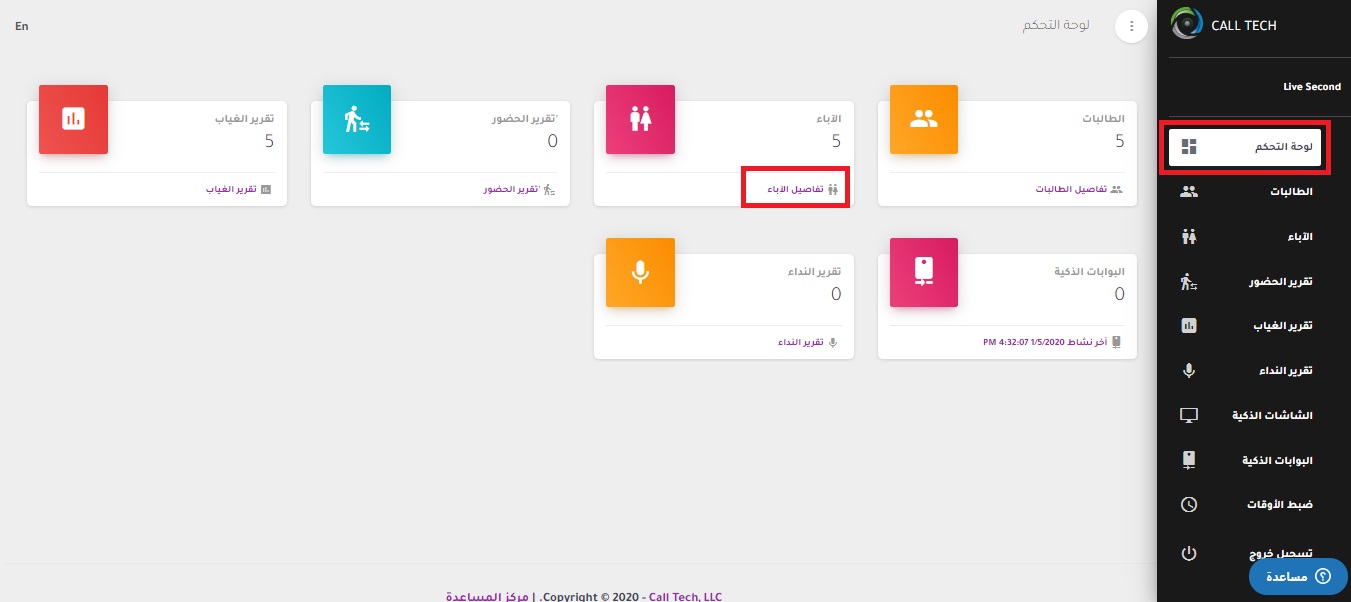 CALL TECH
Live Second
لوحة التحكم
الطالبات
الآباء
تقرير الحضور
تقرير الغياب
تقرير النداء
الشاشات الذكية
البوابات الذكية
ضبط الأوقات
تسجيل خروج
مساعدة
لوحة التحكم
En
الطالبات
5
تفاصيل الطالبات
الآباء
5
تفاصيل الآباء
'تقرير الحضور
0
'تقرير الحضور
تقرير الغياب
5
تقرير الغياب
البوابات الذكية
0
آخر نشاط 1/5/2020 4:32:07 PM
تقرير النداء
0
تقرير النداء
مركز المساعدة | .Copyright © 2020 - Call Tech, LLC